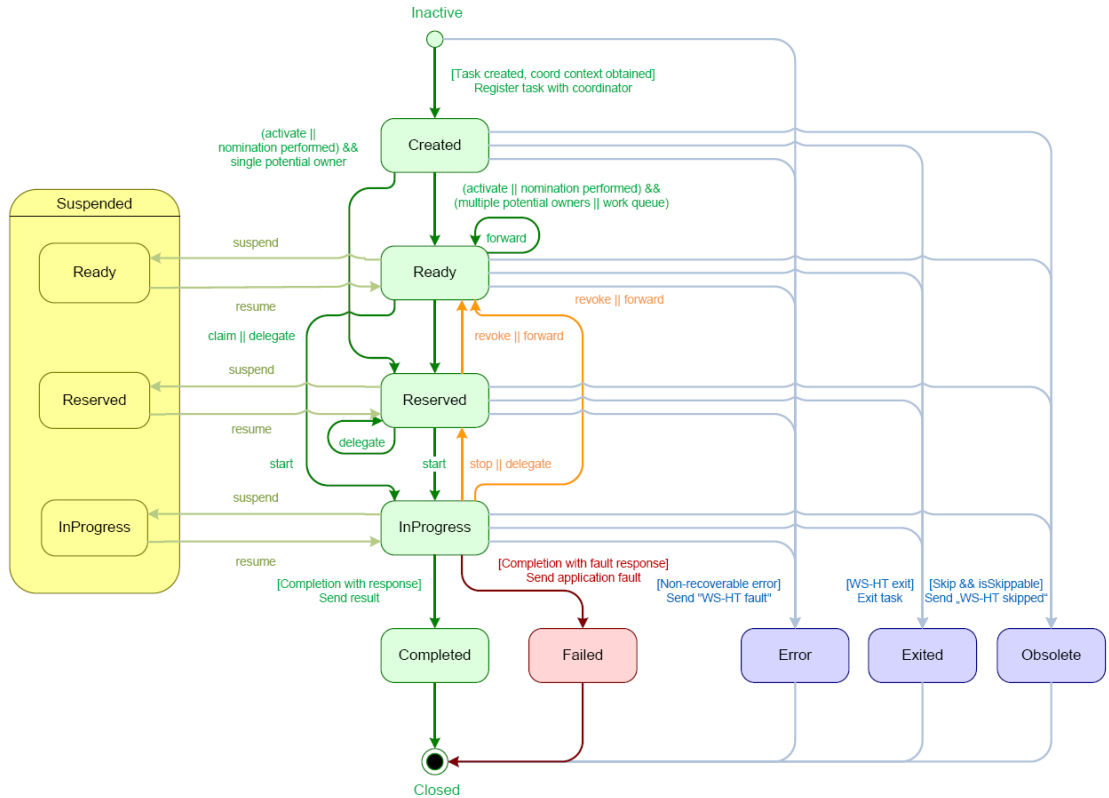 Inactive
[Task created, coord context obtained]
Register task with coordinator
(activate ||
nomination performed) &&
single potential owner
Created
(activate || nomination performed) &&
(multiple potential owners || work queue)
Suspended
forward
suspend
Ready
Ready
resume
revoke || forward
claim || delegate
revoke || forward
suspend
Reserved
Reserved
resume
delegate
start
start
stop || delegate
suspend
InProgress
InProgress
resume
[Completion with fault response]
Send application fault
[Completion with response]
Send result
[Non-recoverable error]
Send "WS-HT fault"
[WS-HT exit]
Exit task
[Skip && isSkippable]
Send „WS-HT skipped“
Completed
Failed
Error
Exited
Obsolete
Closed